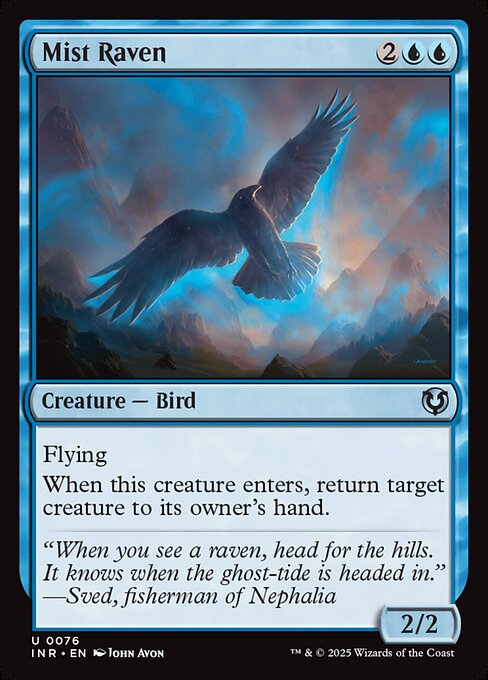 Mist Raven 2
Creature — Bird
Flying
When this creature enters, return target
creature to its owner's hand.
“When you see a raven, head for the hills.
It knows when the ghost-tide is headed in.”
—Sved, fisherman of Nephalia
2/2
U 0076
INR • EN John Avon ™ & © 2025 Wizards of the Coast